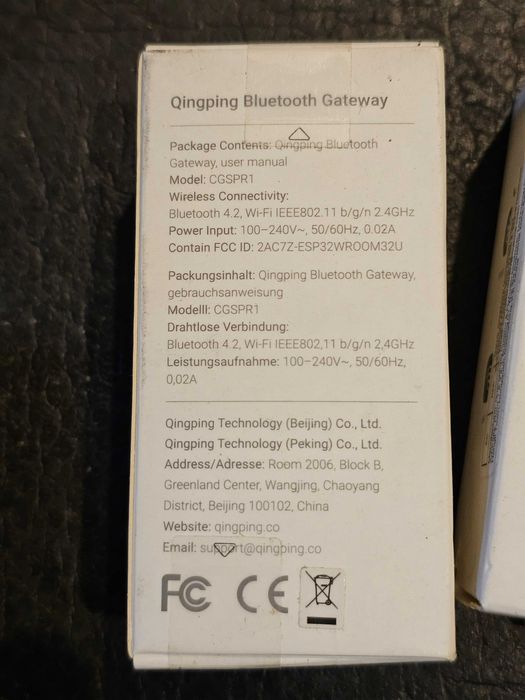 Qingping Bluetooth Gateway
Package Contents: Qingping Bluetooth
Gateway, user manual
Model: CGSPR1
Wireless Connectivity:
Bluetooth 4.2, Wi-Fi IEEE802.11 b/g/n 2.4GHz
Power Input: 100–240V~, 50/60Hz, 0.02A
Contain FCC ID: 2AC7Z-ESP32WROOM32U
Packungsinhalt: Qingping Bluetooth Gateway,
gebrauchsanweisung
Modelll: CGSPR1
Drahtlose Verbindung:
Bluetooth 4.2, Wi-Fi IEEE802,11 b/g/n 2,4GHz
Leistungsaufnahme: 100–240V~, 50/60Hz,
0,02A
Qingping Technology (Beijing) Co., Ltd.
Qingping Technology (Peking) Co., Ltd.
Address/Adresse: Room 2006, Block B,
Greenland Center, Wangjing, Chaoyang
District, Beijing 100102, China
Website: qingping.co
Email: support@qingping.co
FC CE